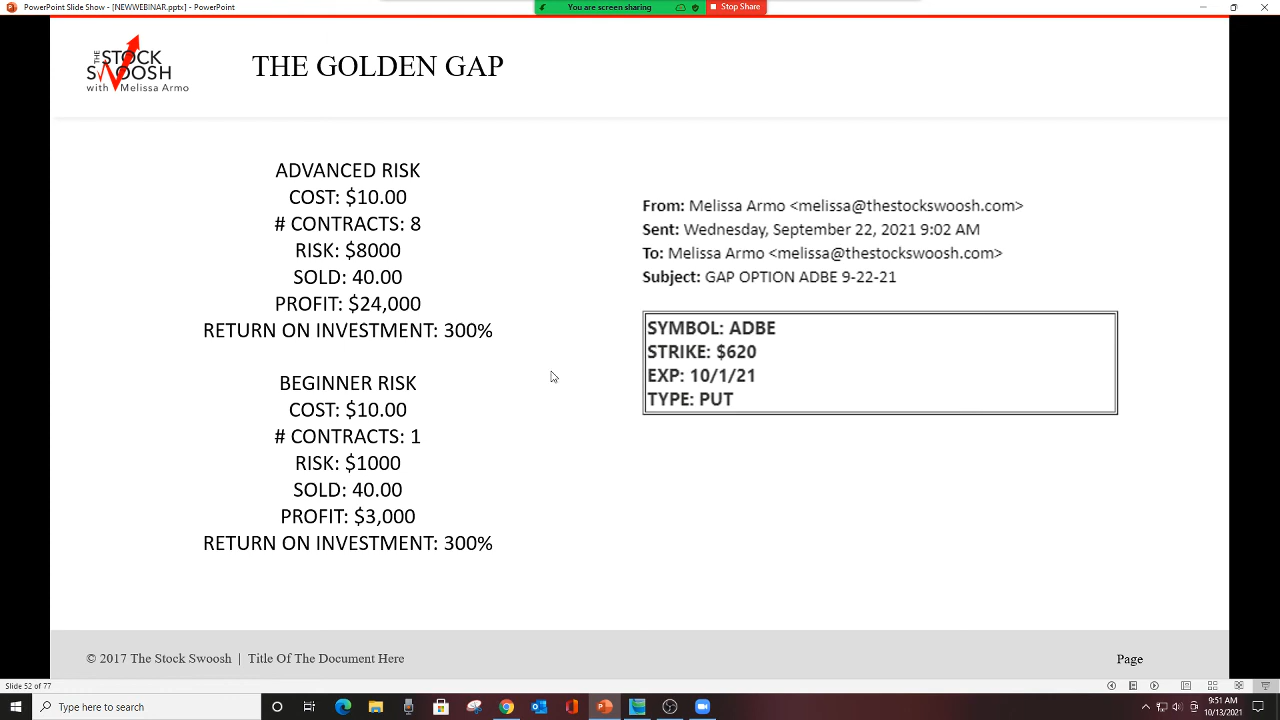 PowerPoint Slide Show - [NEWWEBINAR.pptx] - PowerPoint
You are screen sharing
Stop Share
THE STOCK
SWOOSH
with Melissa Armo
THE GOLDEN GAP
ADVANCED RISK
COST: $10.00
# CONTRACTS: 8
RISK: $8000
SOLD: 40.00
PROFIT: $24,000
RETURN ON INVESTMENT: 300%
BEGINNER RISK
COST: $10.00
# CONTRACTS: 1
RISK: $1000
SOLD: 40.00
PROFIT: $3,000
RETURN ON INVESTMENT: 300%
From: Melissa Armo <melissa@thestockswoosh.com>
Sent: Wednesday, September 22, 2021 9:02 AM
To: Melissa Armo <melissa@thestockswoosh.com>
Subject: GAP OPTION ADBE 9-22-21
SYMBOL: ADBE
STRIKE: $620
EXP: 10/1/21
TYPE: PUT
© 2017 The Stock Swoosh | Title Of The Document Here
Page
Slide 52 of 77
Type here to search
9:51 AM
10/13/2021